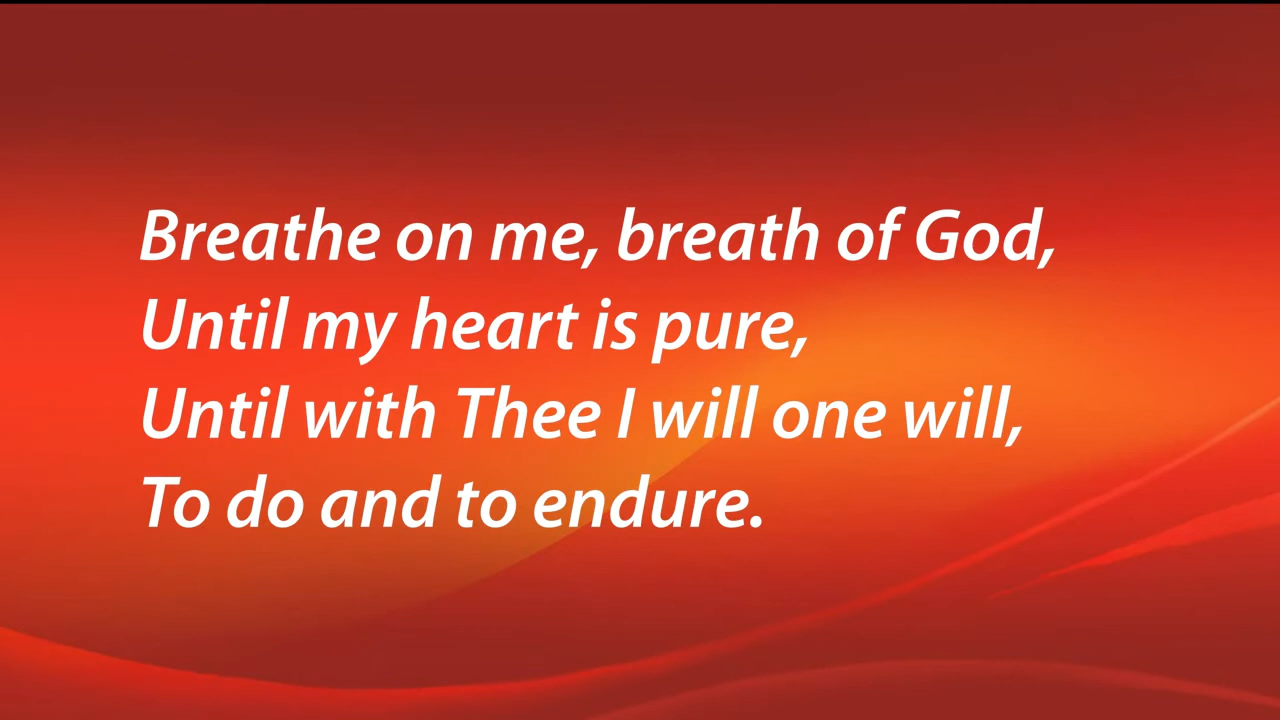 Breathe on me, breath of God,
Until my heart is pure,
Until with Thee I will one will,
To do and to endure.